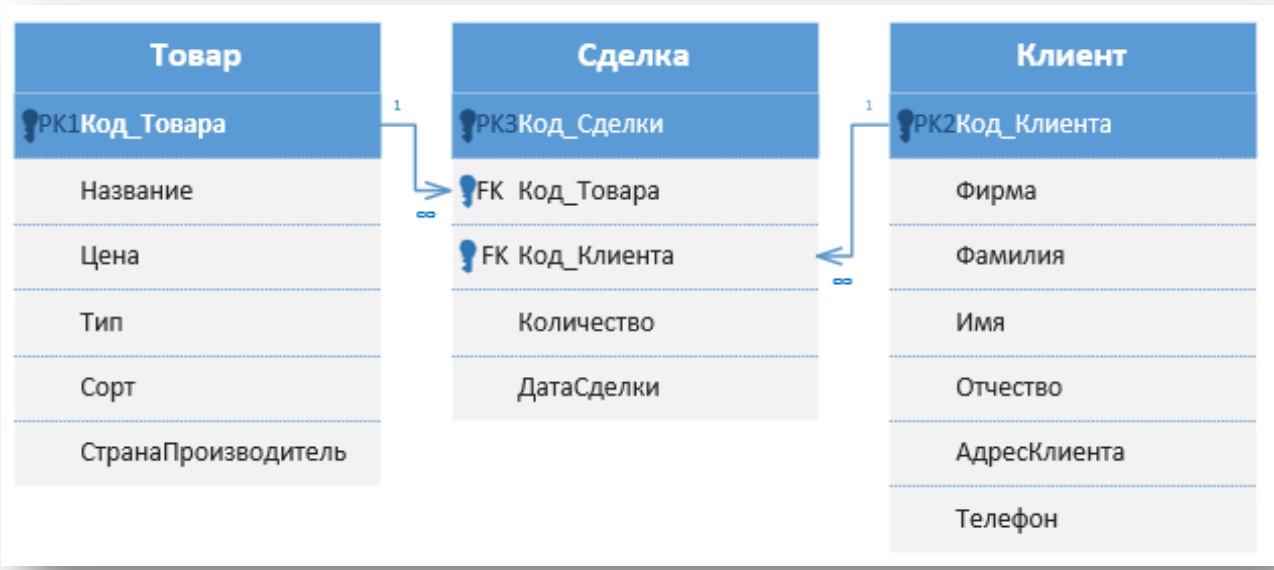 Товар
PK1Код_Товара
Название
Цена
Тип
Сорт
СтранаПроизводитель
1
∞
Сделка
PK3Код_Сделки
FK Код_Товара
FK Код_Клиента
Количество
ДатаСделки
1
∞
Клиент
PK2Код_Клиента
Фирма
Фамилия
Имя
Отчество
АдресКлиента
Телефон